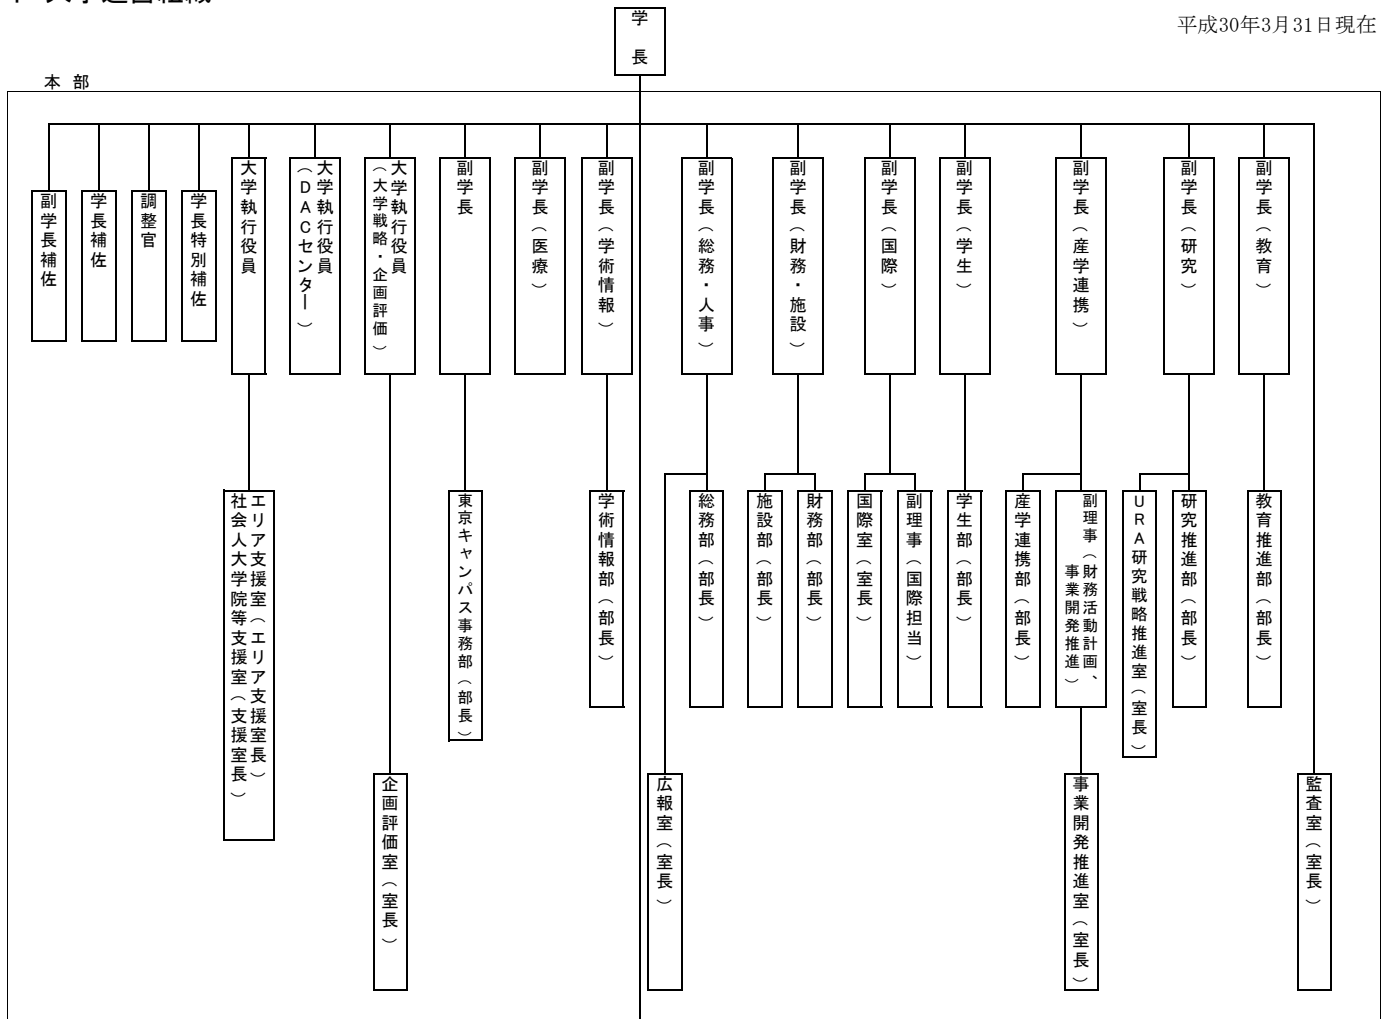 学長
平成30年3月31日現在
本部
副学長補佐
学長補佐
調整官
学長特別補佐
大学執行役員
大学執行役員
（ＤＡＣセンター）
大学執行役員
（大学戦略・企画評価）
副学長
副学長（医療）
副学長（学術情報）
副学長（総務・人事）
副学長（財務・施設）
副学長（国際）
副学長（学生）
副学長（産学連携）
副学長（研究）
副学長（教育）
エリア支援室（エリア支援室長）
社会人大学院等支援室（支援室長）
東京キャンパス事務部（部長）
学術情報部（部長）
総務部（部長）
施設部（部長）
財務部（部長）
国際室（室長）
副理事（国際担当）
学生部（部長）
産学連携部（部長）
副理事（財務活動計画、
事業開発推進）
ＵＲＡ研究戦略推進室（室長）
研究推進部（部長）
教育推進部（部長）
企画評価室（室長）
広報室（室長）
事業開発推進室（室長）
監査室（室長）